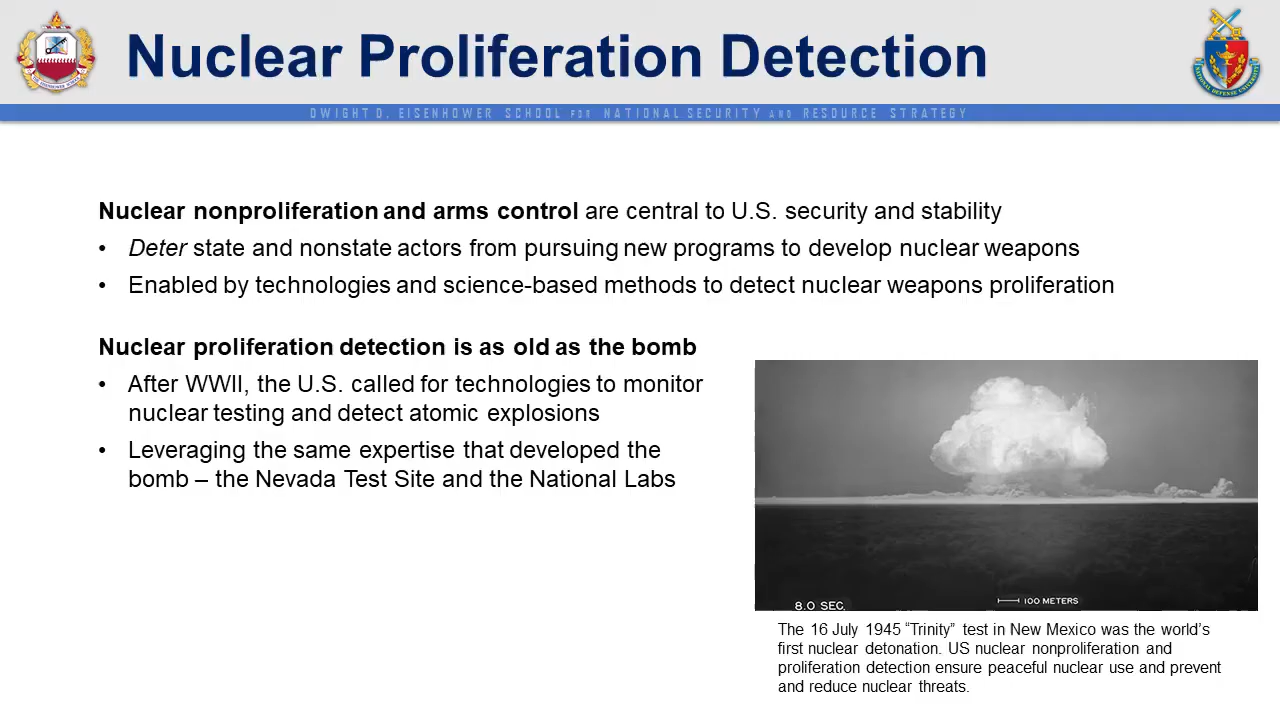 Nuclear Proliferation Detection
DWIGHT D. EISENHOWER SCHOOL FOR NATIONAL SECURITY AND RESOURCE STRATEGY
Nuclear nonproliferation and arms control are central to U.S. security and stability
• Deter state and nonstate actors from pursuing new programs to develop nuclear weapons
• Enabled by technologies and science-based methods to detect nuclear weapons proliferation
Nuclear proliferation detection is as old as the bomb
• After WWII, the U.S. called for technologies to monitor
nuclear testing and detect atomic explosions
• Leveraging the same expertise that developed the
bomb – the Nevada Test Site and the National Labs
8.0 SEC.
100 METERS
The 16 July 1945 “Trinity” test in New Mexico was the world’s
first nuclear detonation. US nuclear nonproliferation and
proliferation detection ensure peaceful nuclear use and prevent
and reduce nuclear threats.
NATIONAL DEFENSE UNIVERSITY